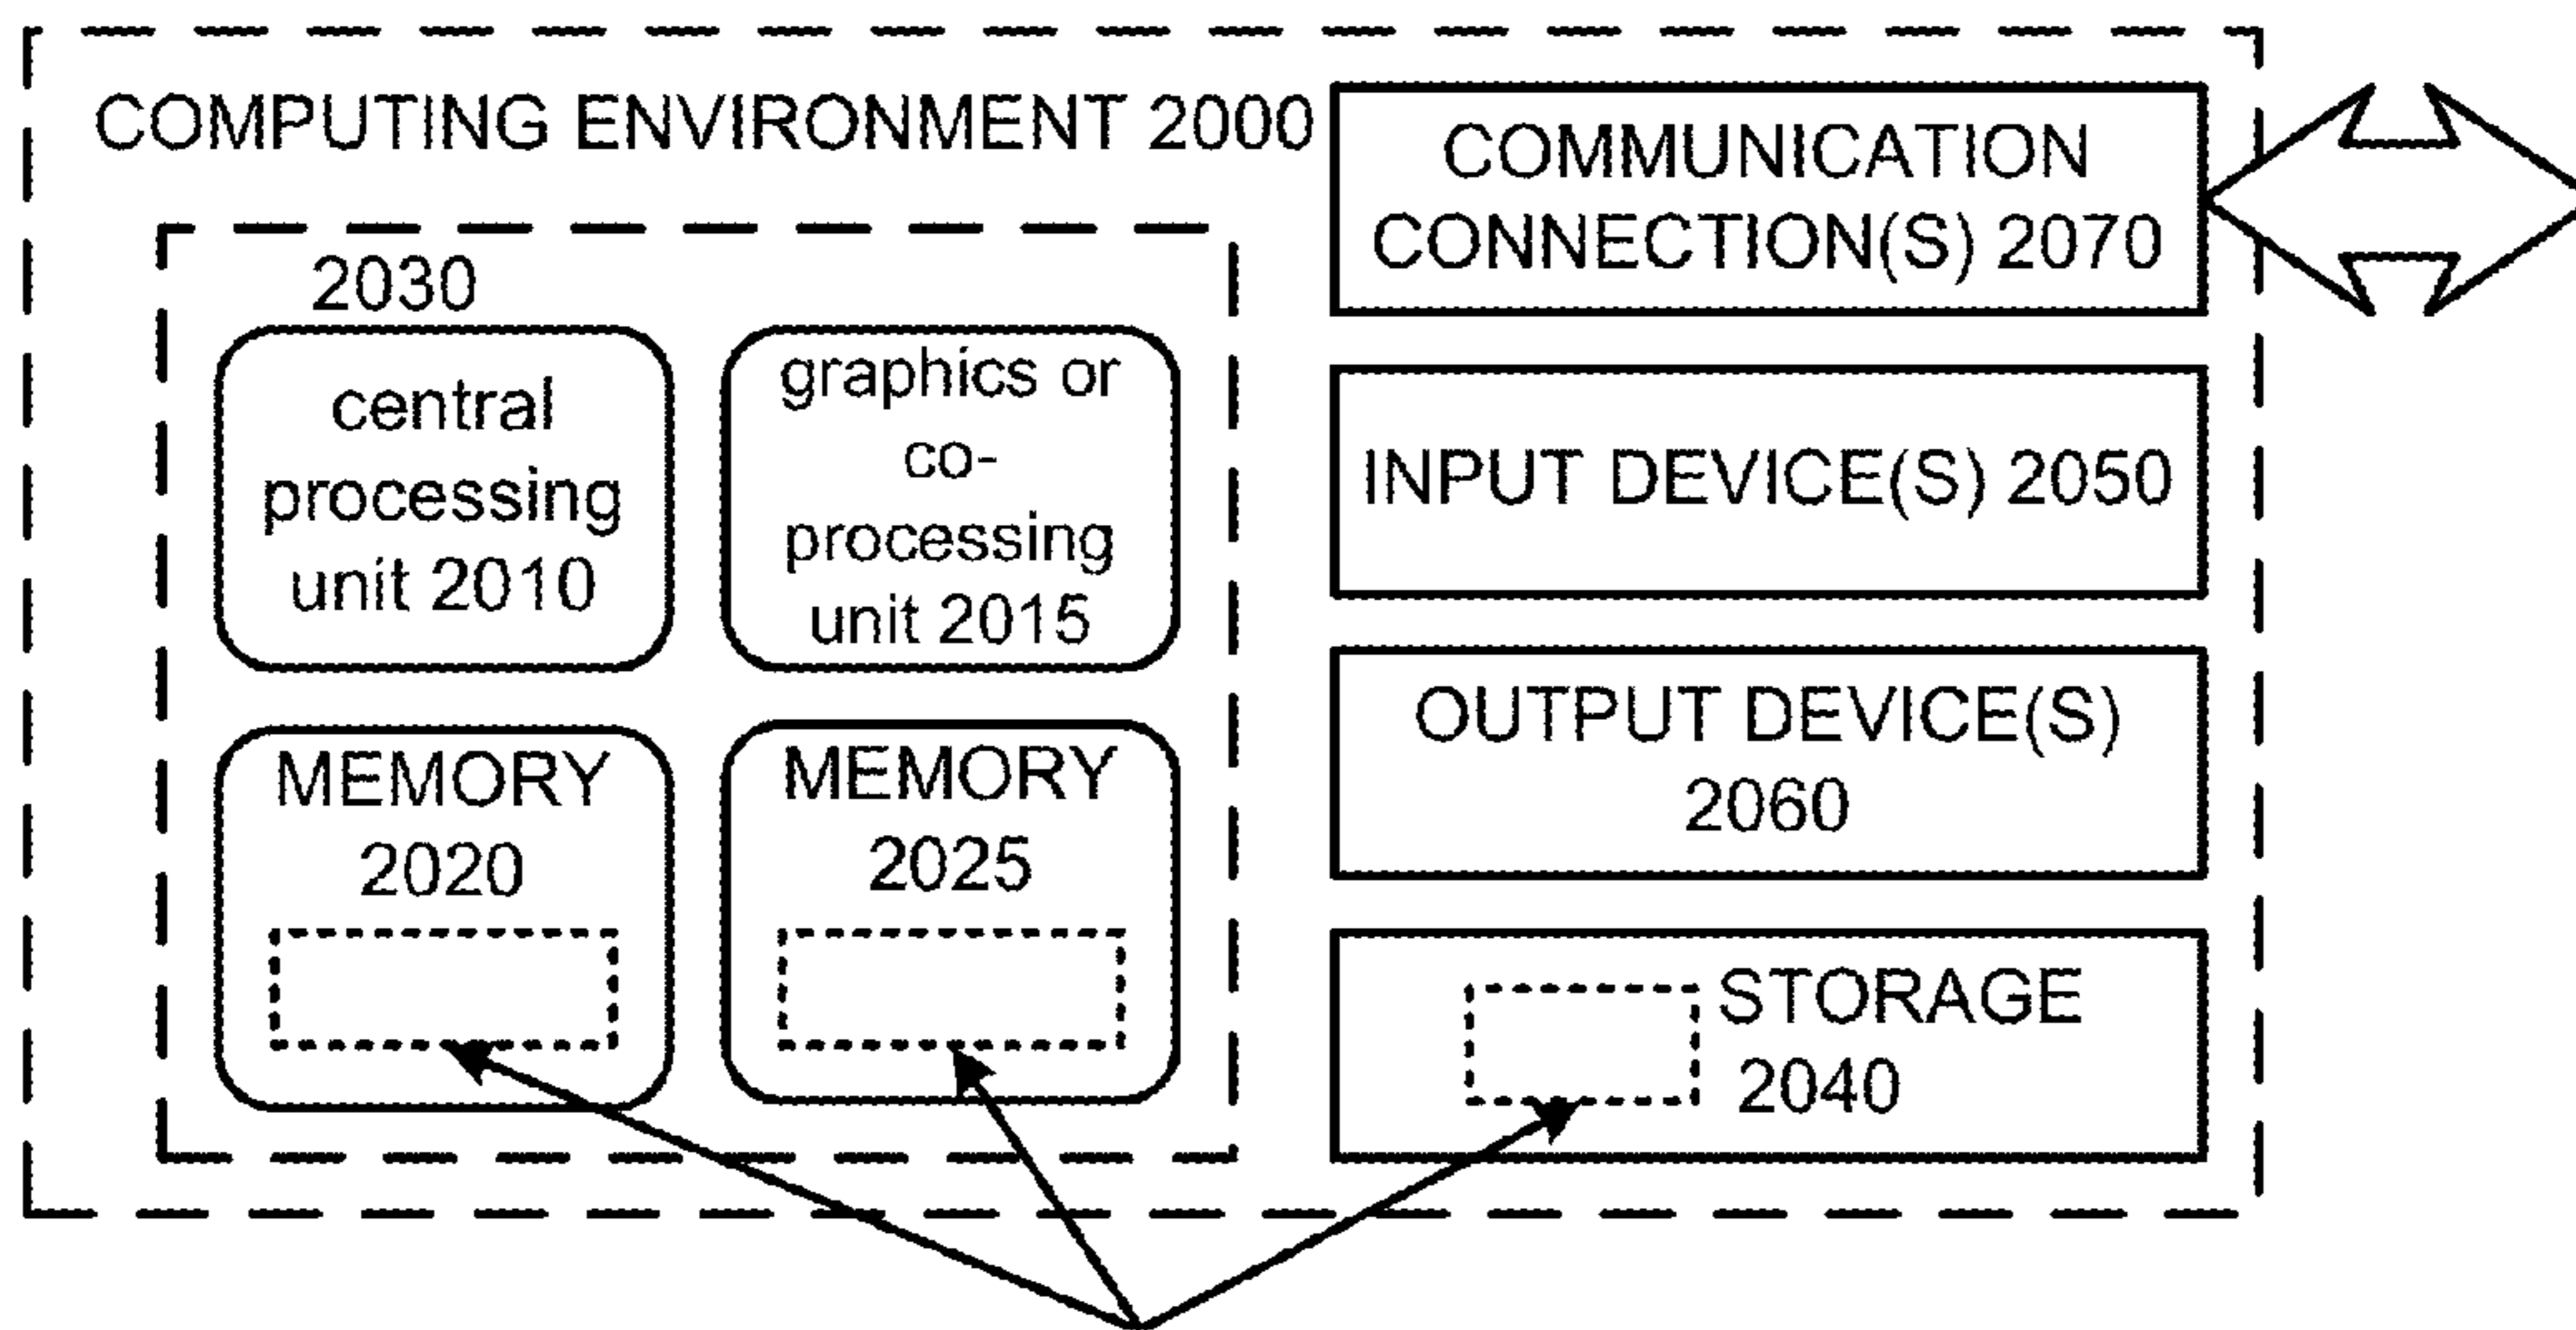 COMPUTING ENVIRONMENT 2000
2030
central
processing
unit 2010
graphics or
co-
processing
unit 2015
MEMORY
2020
MEMORY
2025
COMMUNICATION
CONNECTION(S) 2070
INPUT DEVICE(S) 2050
OUTPUT DEVICE(S)
2060
STORAGE
2040